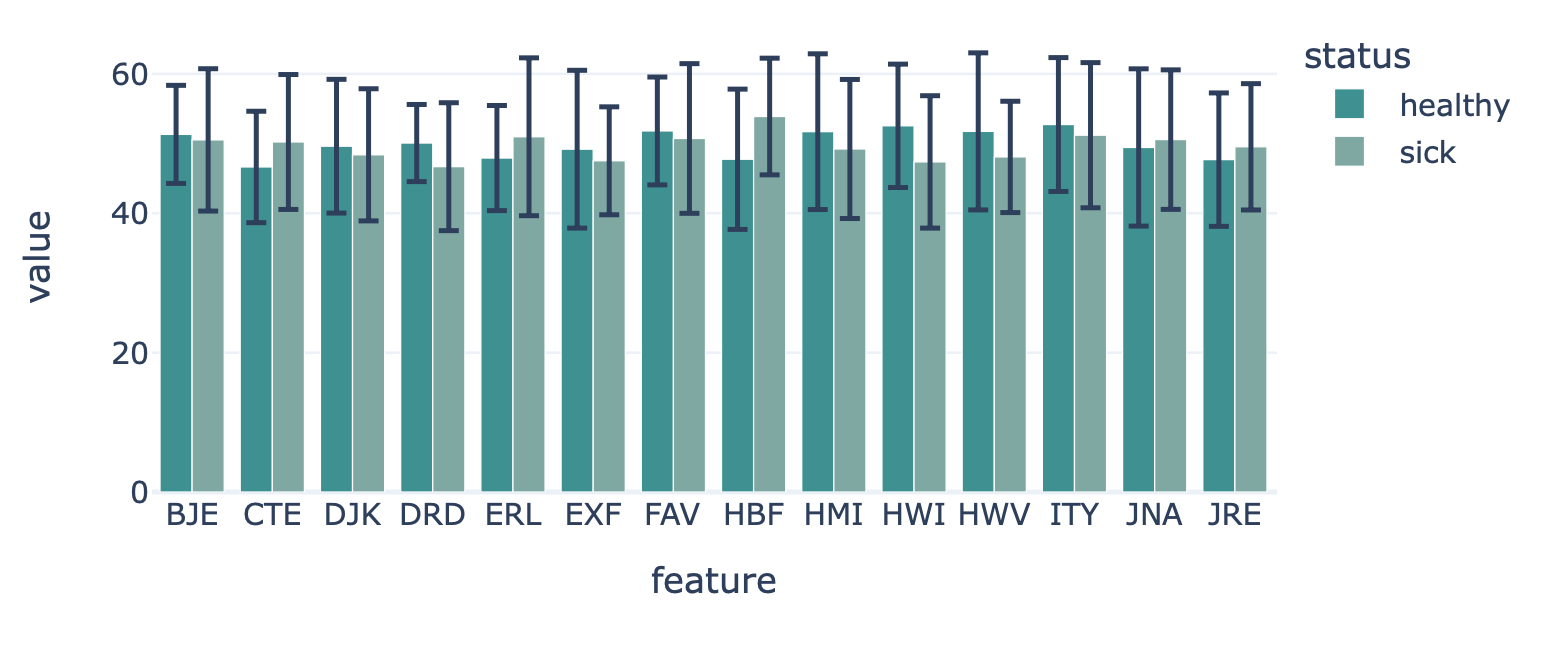 status
healthy
sick
value
60
40
20
0
BJE CTE DJK DRD ERL EXF FAV HBF HMI HWI HWV ITY JNA JRE
feature